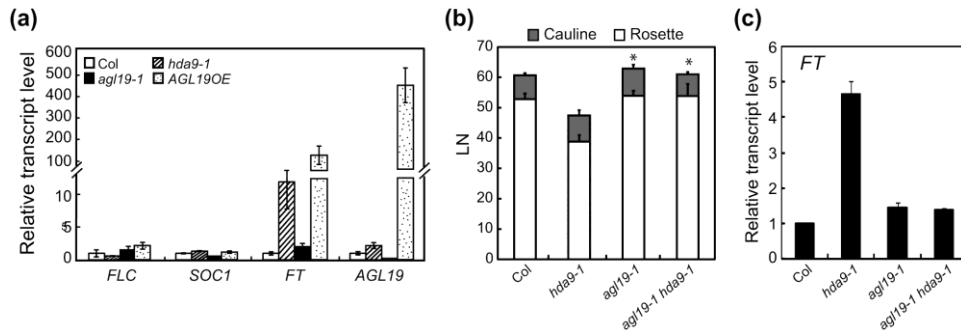 (a)
Relative transcript level
600
500
400
300
200
100
10
5
0
Col
hda9-1
agl19-1
AGL19OE
FLC
SOC1
FT
AGL19
(b)
Cauline
Rosette
LN
70
60
50
40
30
20
10
0
*
*
Col
hda9-1
agl19-1
agl19-1 hda9-1
(c)
Relative transcript level
FT
6
5
4
3
2
1
0
Col
hda9-1
agl19-1
agl19-1 hda9-1